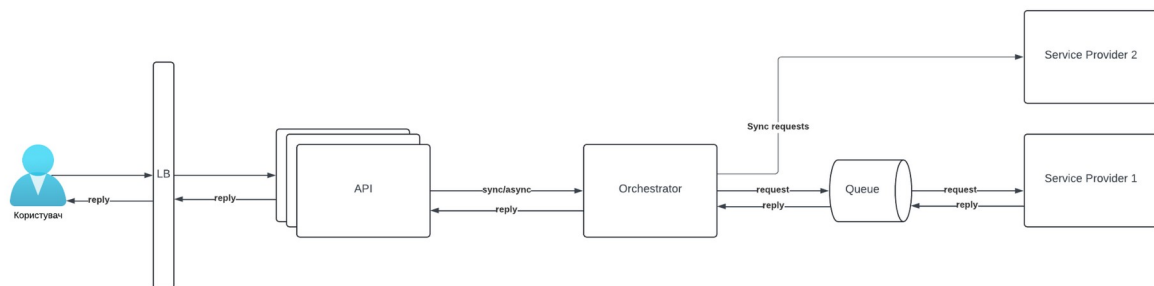 Service Provider 2
Sync requests
LB
API
sync/async
Orchestrator
request
Queue
request
Service Provider 1
reply
reply
reply
reply
reply
Користувач